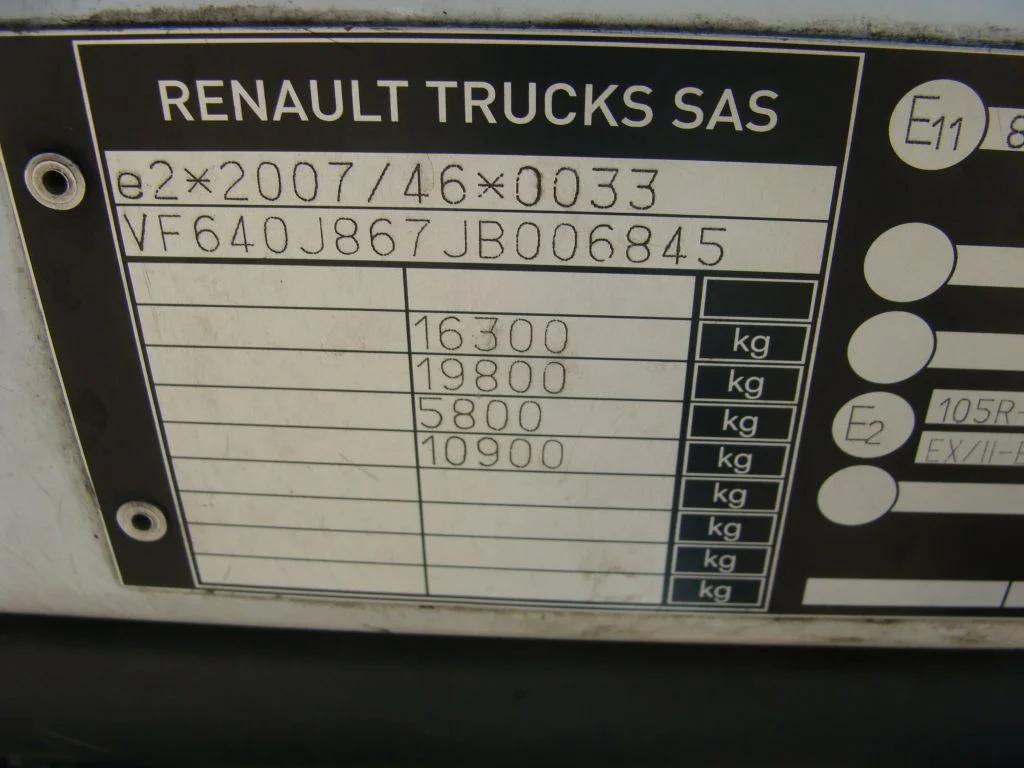 RENAULT TRUCKS SAS
e2*2007/46*0033
VF640J867JB006845
16300 kg
19800 kg
5800 kg
10900 kg
kg
kg
kg
kg
E11 8
E2 105R-
EX/II-E